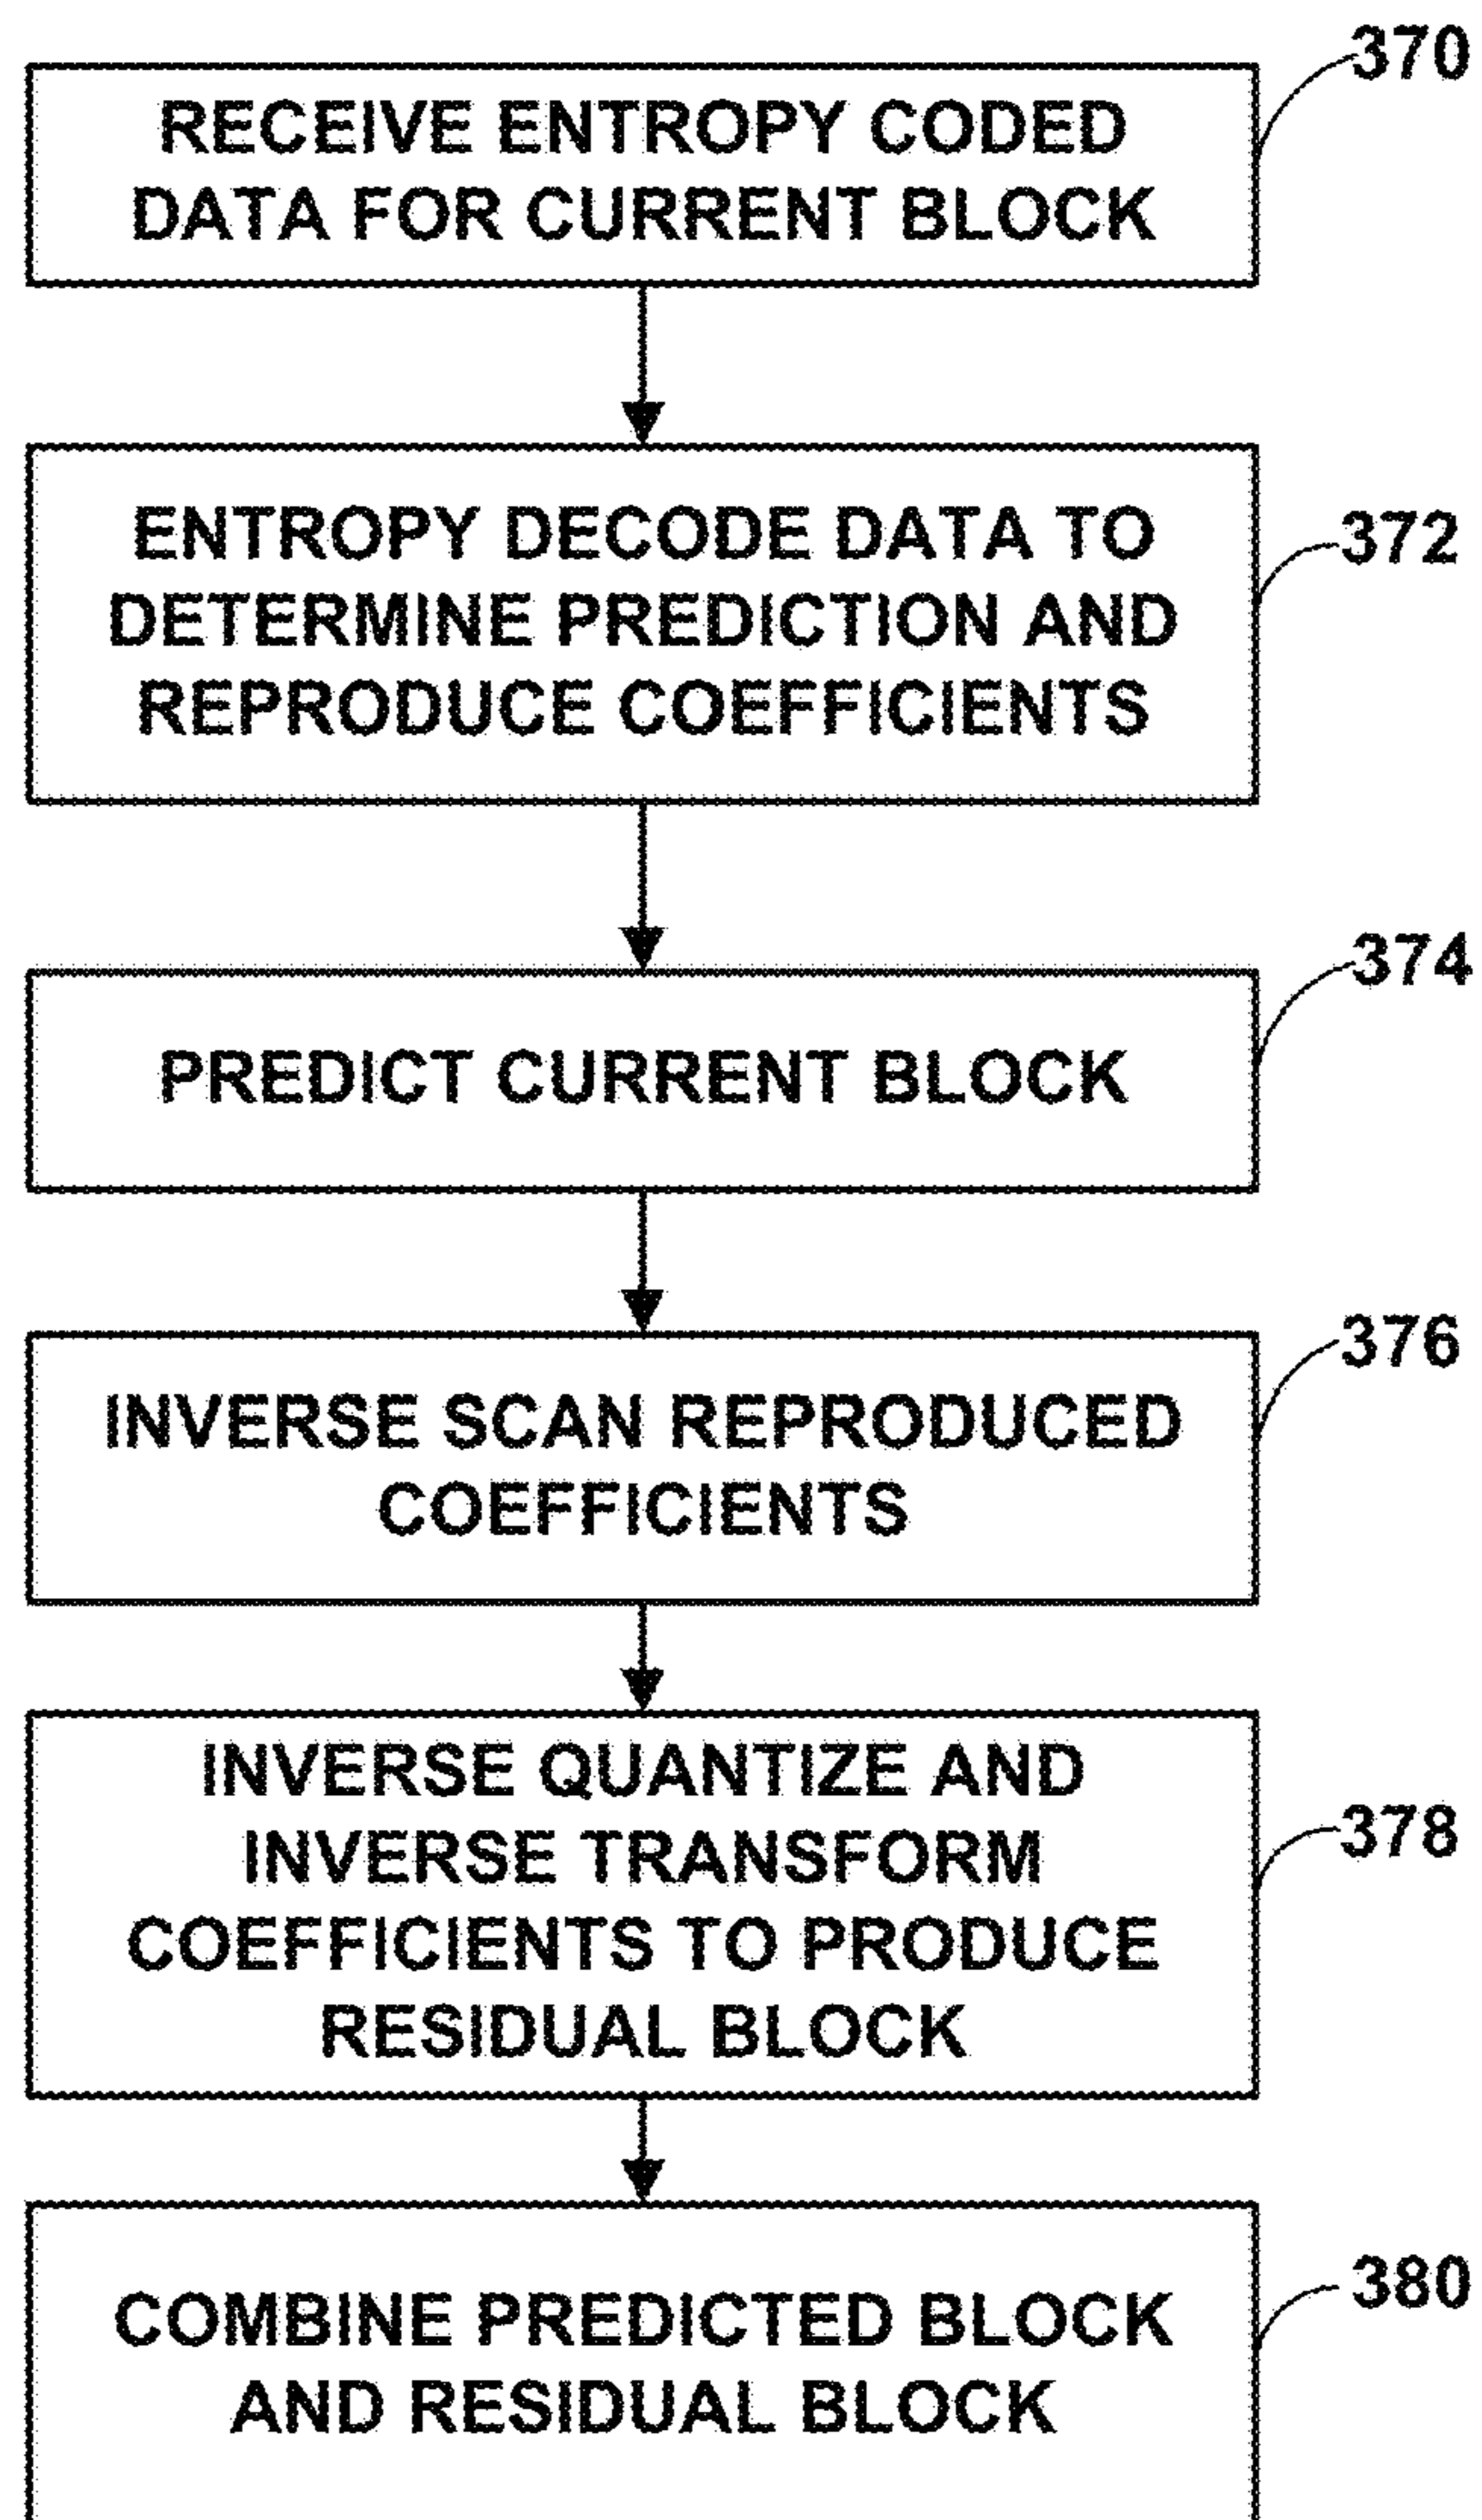 370
RECEIVE ENTROPY CODED
DATA FOR CURRENT BLOCK
372
ENTROPY DECODE DATA TO
DETERMINE PREDICTION AND
REPRODUCE COEFFICIENTS
374
PREDICT CURRENT BLOCK
376
INVERSE SCAN REPRODUCED
COEFFICIENTS
378
INVERSE QUANTIZE AND
INVERSE TRANSFORM
COEFFICIENTS TO PRODUCE
RESIDUAL BLOCK
380
COMBINE PREDICTED BLOCK
AND RESIDUAL BLOCK